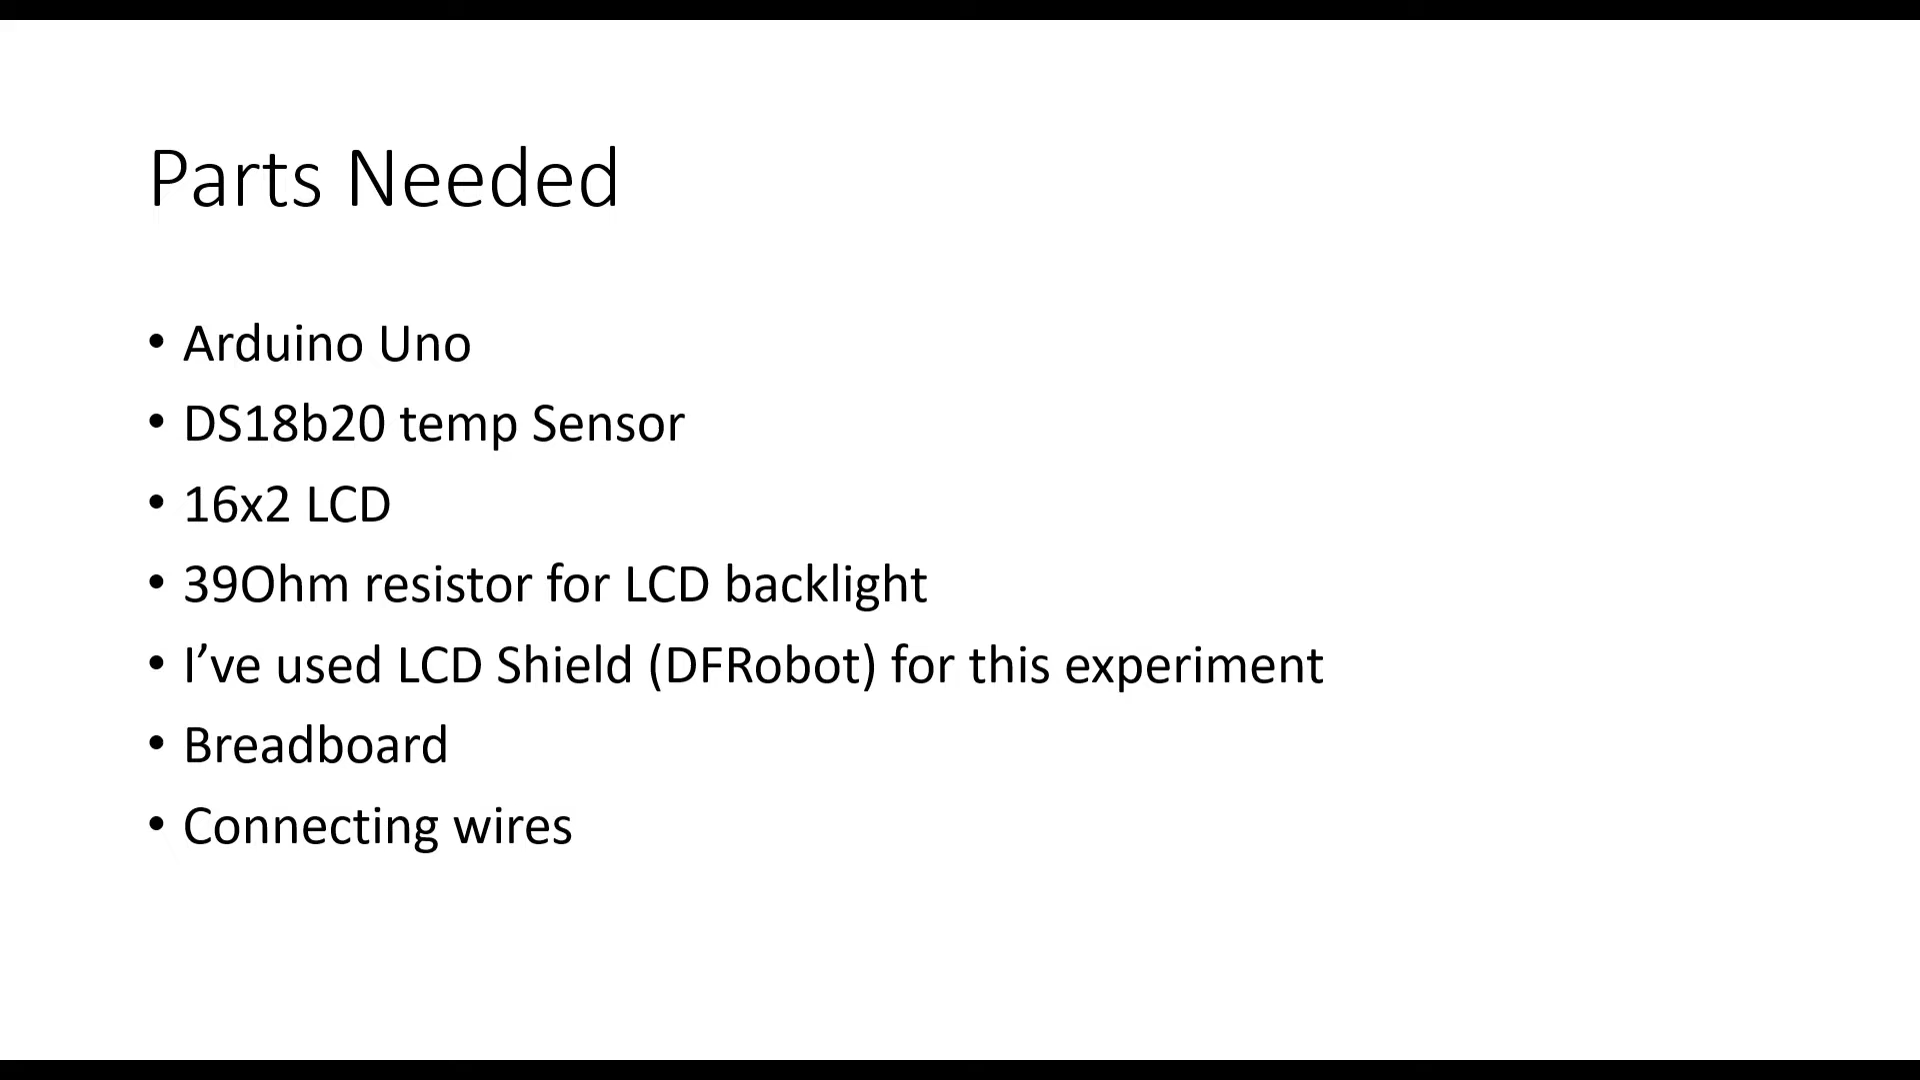 Parts Needed
• Arduino Uno
• DS18b20 temp Sensor
• 16x2 LCD
• 39Ohm resistor for LCD backlight
• I’ve used LCD Shield (DFRobot) for this experiment
• Breadboard
• Connecting wires